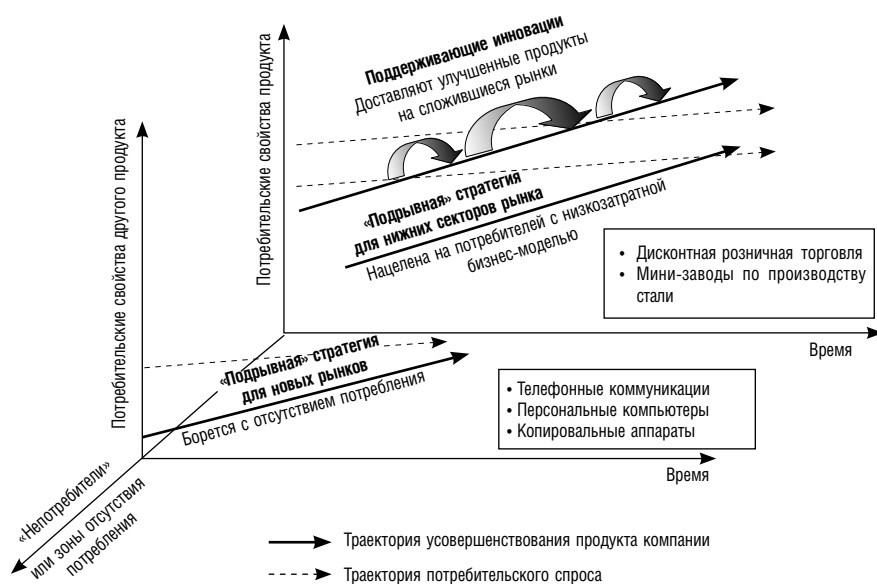 Потребительские свойства продукта
Поддерживающие инновации
Доставляют улучшенные продукты
на сложившиеся рынки
«Подрывная» стратегия
для нижних секторов рынка
Нацелена на потребителей с низкозатратной
бизнес-моделью
• Дисконтная розничная торговля
• Мини-заводы по производству
стали
Время
Потребительские свойства другого продукта
«Подрывная» стратегия
для новых рынков
Борется с отсутствием потребления
• Телефонные коммуникации
• Персональные компьютеры
• Копировальные аппараты
Время
«Непотребители»
или зоны отсутствия
потребления
Траектория усовершенствования продукта компании
Траектория потребительского спроса